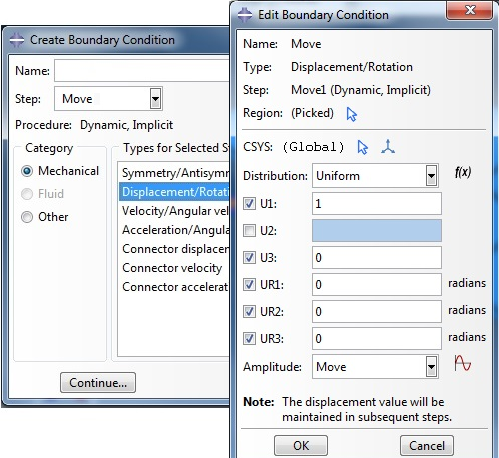 Create Boundary Condition
Name:
Step: Move
Procedure: Dynamic, Implicit
Category
Mechanical
Fluid
Other
Types for Selected S
Symmetry/Antisymm
Displacement/Rotati
Velocity/Angular vel
Acceleration/Angula
Connector displacen
Connector velocity
Connector accelerat
Continue...
Edit Boundary Condition
Name: Move
Type: Displacement/Rotation
Step: Move1 (Dynamic, Implicit)
Region: (Picked)
CSYS: (Global)
Distribution: Uniform f(x)
U1: 1
U2:
U3: 0
UR1: 0 radians
UR2: 0 radians
UR3: 0 radians
Amplitude: Move
Note: The displacement value will be
maintained in subsequent steps.
OK Cancel